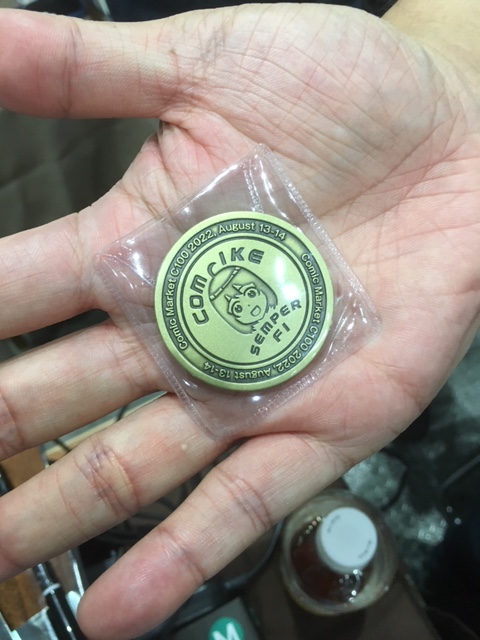 Comic Market C100 2022, August 13-14
Comic Market C100 2022, August 13-14
COMIKE
SEMPER
FI
M